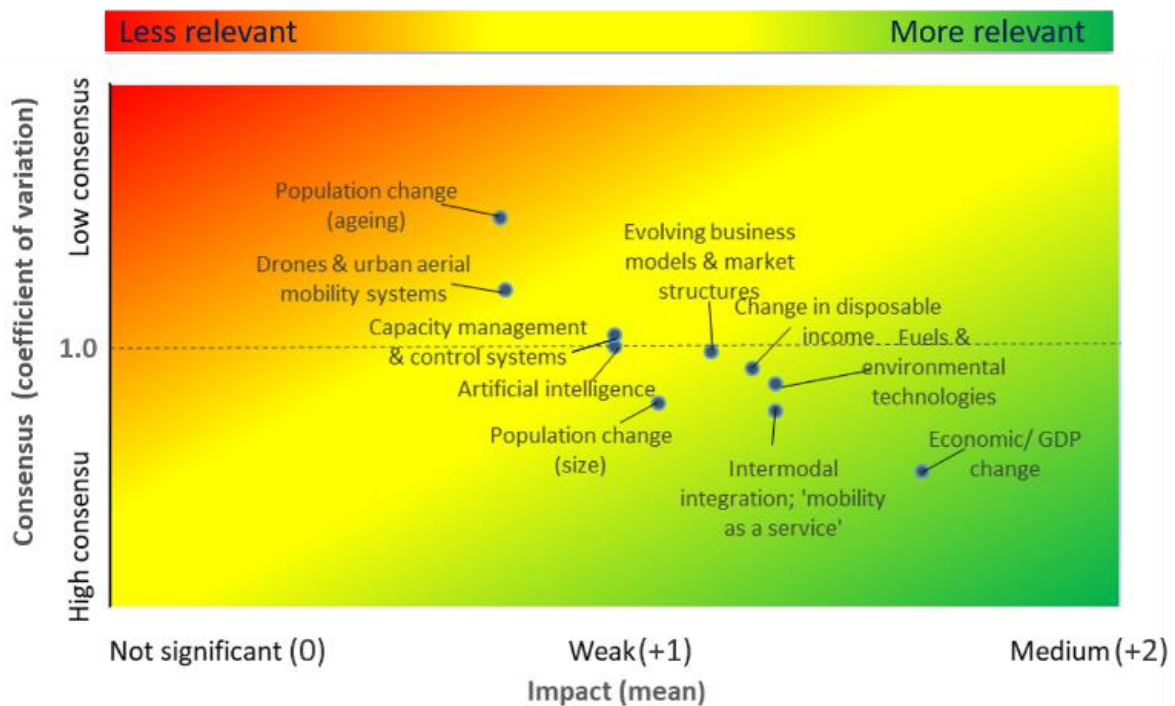 Less relevant
More relevant
Consensus (coefficient of variation)
Low consensus
1.0
High consensu
Population change
(ageing)
Drones & urban aerial
mobility systems
Capacity management
& control systems
Artificial intelligence
Population change
(size)
Evolving business
models & market
structures
Change in disposable
income
Fuels &
environmental
technologies
Intermodal
integration; 'mobility
as a service'
Economic/ GDP
change
Not significant (0)
Weak (+1)
Medium (+2)
Impact (mean)